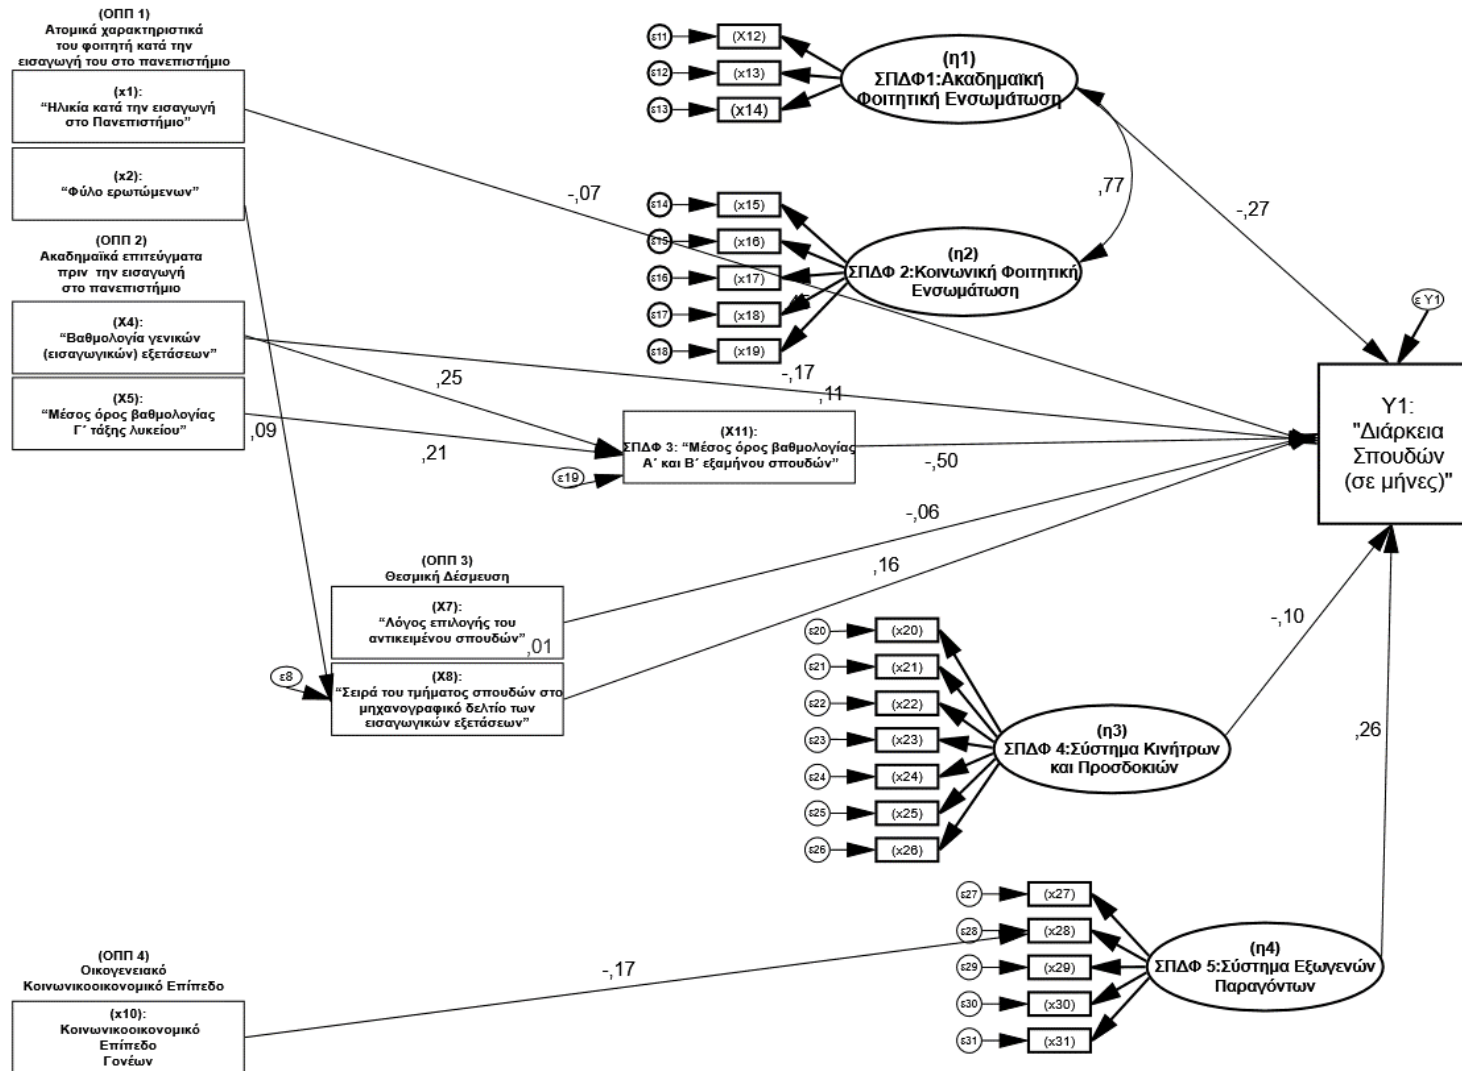 (ΟΠΠ 1)
Ατομικά χαρακτηριστικά
του φοιτητή κατά την
εισαγωγή του στο πανεπιστήμιο
(x1):
“Ηλικία κατά την εισαγωγή
στο Πανεπιστήμιο”
(x2):
“Φύλο ερωτώμενων”
(ΟΠΠ 2)
Ακαδημαϊκά επιτεύγματα
πριν την εισαγωγή
στο πανεπιστήμιο
(X4):
“Βαθμολογία γενικών
(εισαγωγικών) εξετάσεων”
(X5):
“Μέσος όρος βαθμολογίας
Γ΄ τάξης λυκείου”
,09
,25
,21
-,07
ε11
(X12)
ε12
(x13)
ε13
(x14)
(η1)
ΣΠΔΦ1:Ακαδημαϊκή
Φοιτητική Ενσωμάτωση
,77
-,27
ε14
(x15)
ε15
(x16)
ε16
(x17)
ε17
(x18)
ε18
(x19)
(η2)
ΣΠΔΦ 2:Κοινωνική Φοιτητική
Ενσωμάτωση
-,17
,11
(X11):
ΣΠΔΦ 3: “Μέσος όρος βαθμολογίας
Α΄ και Β΄ εξαμήνου σπουδών”
ε19
-,50
ε Y1
Y1:
"Διάρκεια
Σπουδών
(σε μήνες)"
-,06
,16
(ΟΠΠ 3)
Θεσμική Δέσμευση
(X7):
“Λόγος επιλογής του
αντικειμένου σπουδών”
,01
ε8
(X8):
“Σειρά του τμήματος σπουδών στο
μηχανογραφικό δελτίο των
εισαγωγικών εξετάσεων”
ε20
(x20)
ε21
(x21)
ε22
(x22)
ε23
(x23)
ε24
(x24)
ε25
(x25)
ε26
(x26)
(η3)
ΣΠΔΦ 4:Σύστημα Κινήτρων
και Προσδοκιών
-,10
,26
ε27
(x27)
ε28
(x28)
ε29
(x29)
ε30
(x30)
ε31
(x31)
(η4)
ΣΠΔΦ 5:Σύστημα Εξωγενών
Παραγόντων
-,17
(ΟΠΠ 4)
Οικογενειακό
Κοινωνικοοικονομικό Επίπεδο
(x10):
Κοινωνικοοικονομικό
Επίπεδο
Γονέων